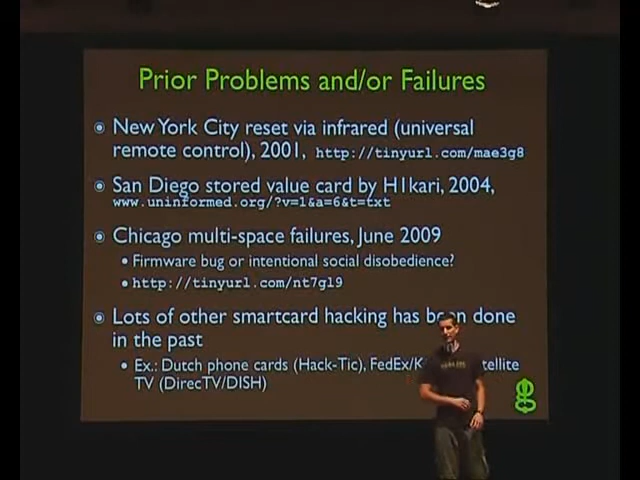 Prior Problems and/or Failures
New York City reset via infrared (universal
remote control), 2001, http://tinyurl.com/mae3g8
San Diego stored value card by H1kari, 2004,
www.uninformed.org/?v=1&a=6&t=txt
Chicago multi-space failures, June 2009
Firmware bug or intentional social disobedience?
http://tinyurl.com/nt7gl9
Lots of other smartcard hacking has been done
in the past
Ex.: Dutch phone cards (Hack-Tic), FedEx/K
TV (DirecTV/DISH)